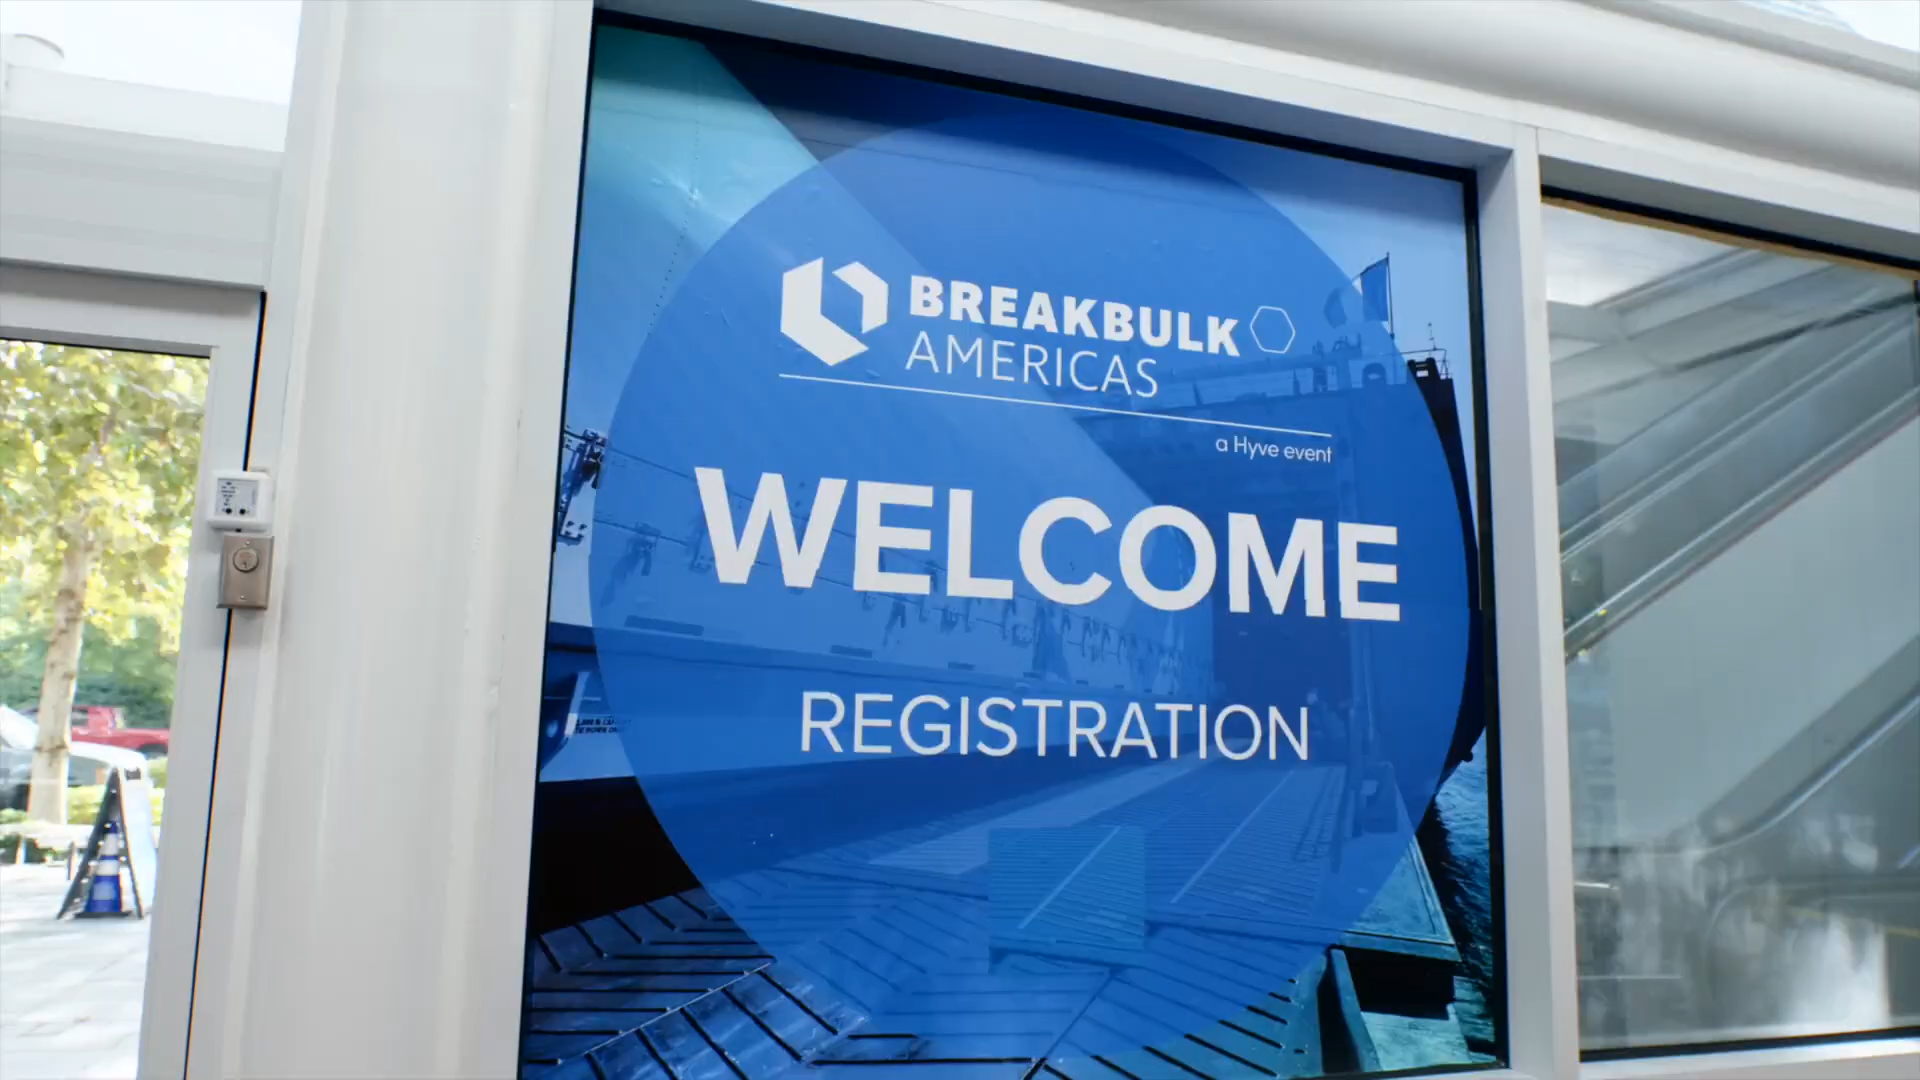 BREAKBULK
AMERICAS
a Hyve event
WELCOME
REGISTRATION